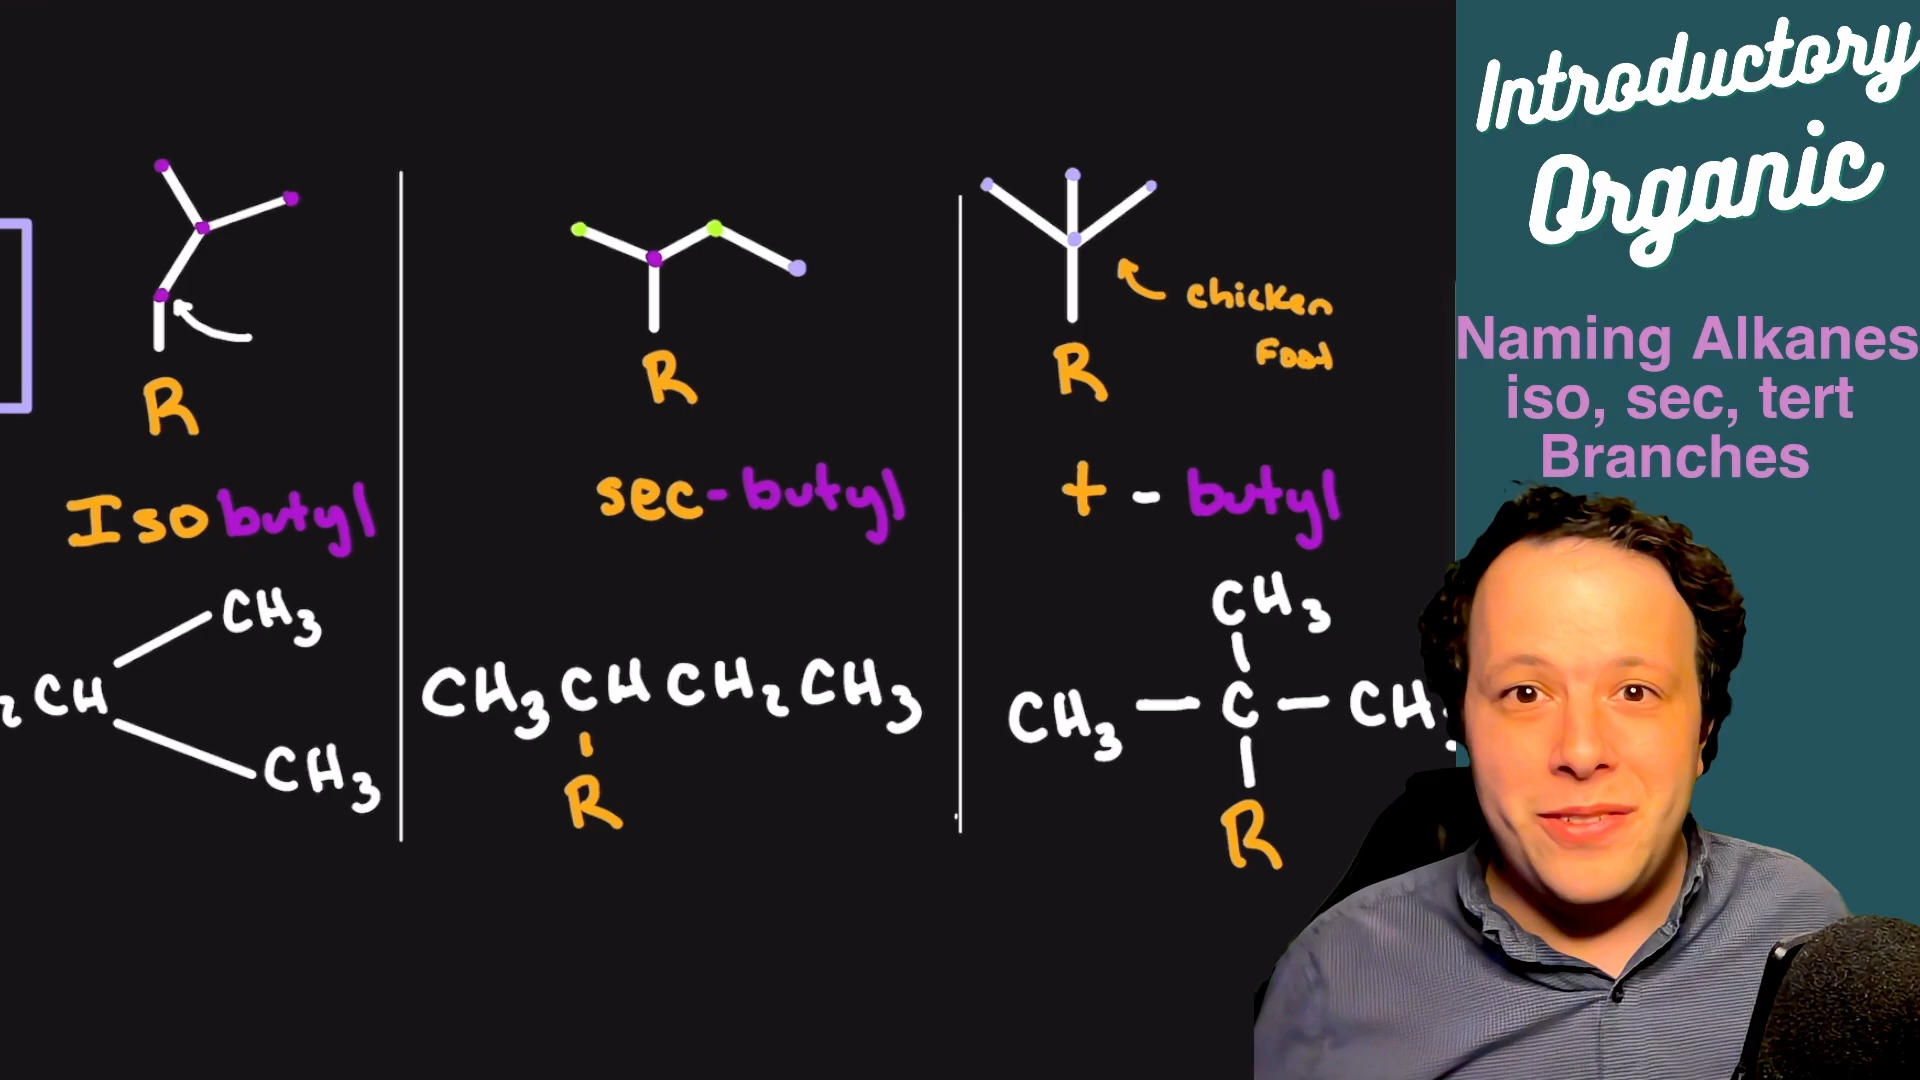 Introductory
Organic
Naming Alkanes
iso, sec, tert
Branches
R
Isobutyl
₂CH
CH₃
CH₃
R
sec-butyl
CH₃CHCH₂CH₃
R
chicken
Food
R
t-butyl
CH₃
CH₃—C—CH₃
R